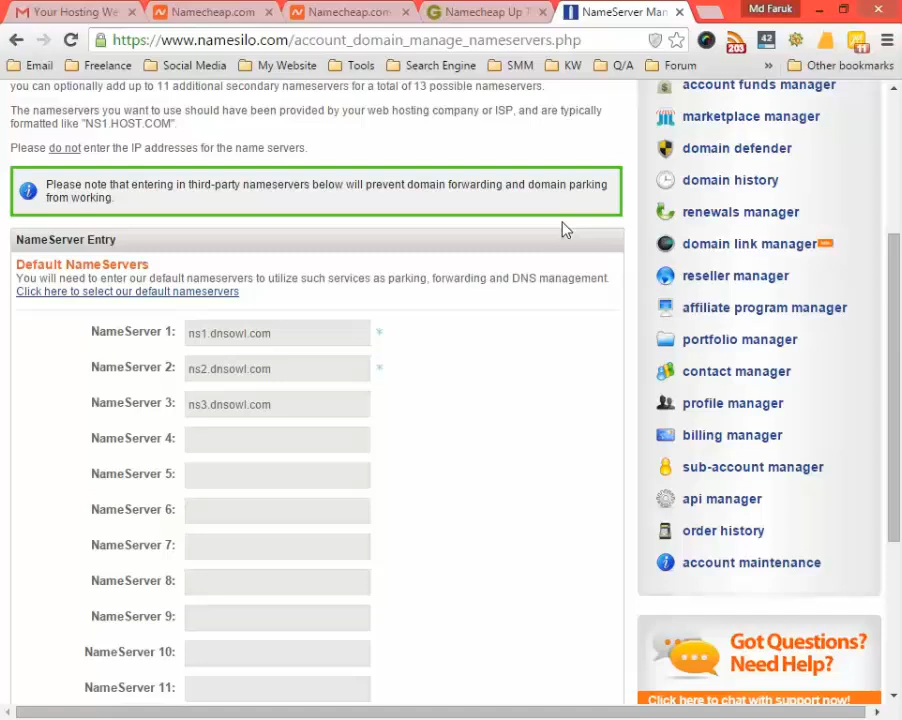 Your Hosting W
Namecheap.com
Namecheap.com
Namecheap Up T
NameServer Man
Md Faruk
https://www.namesilo.com/account_domain_manage_nameservers.php
203
42
11
Email
Freelance
Social Media
My Website
Tools
Search Engine
SMM
KW
Q/A
Forum
»
Other bookmarks
you can optionally add up to 11 additional secondary nameservers for a total of 13 possible nameservers.
The nameservers you want to use should have been provided by your web hosting company or ISP, and are typically
formatted like "NS1.HOST.COM".
Please do not enter the IP addresses for the name servers.
Please note that entering in third-party nameservers below will prevent domain forwarding and domain parking
from working.
NameServer Entry
Default NameServers
You will need to enter our default nameservers to utilize such services as parking, forwarding and DNS management.
Click here to select our default nameservers
NameServer 1: ns1.dnsowl.com *
NameServer 2: ns2.dnsowl.com *
NameServer 3: ns3.dnsowl.com
NameServer 4:
NameServer 5:
NameServer 6:
NameServer 7:
NameServer 8:
NameServer 9:
NameServer 10:
NameServer 11:
account funds manager
marketplace manager
domain defender
domain history
renewals manager
domain link manager
reseller manager
affiliate program manager
portfolio manager
contact manager
profile manager
billing manager
sub-account manager
api manager
order history
account maintenance
Got Questions?
Need Help?
Click here to chat with support now!